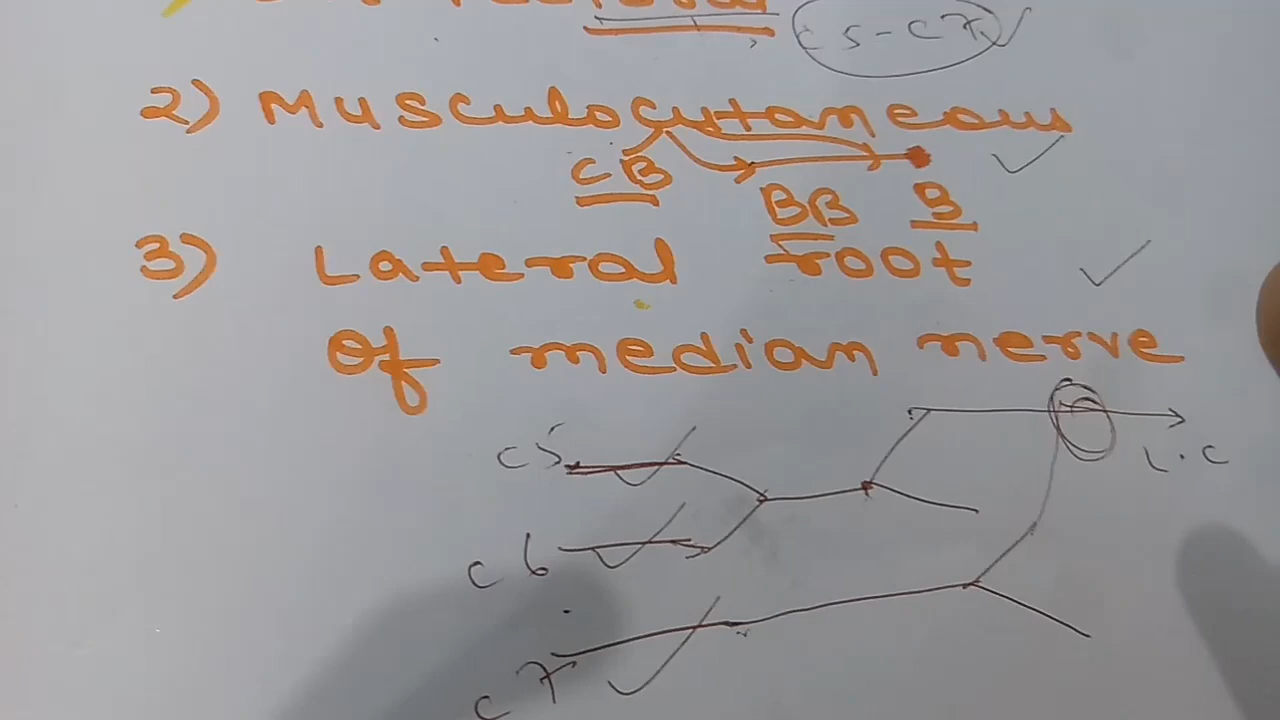 C5-C7
2) Musculocutaneous
CB
BB B
3) Lateral root
of median nerve
C5
L.C
C6
C7